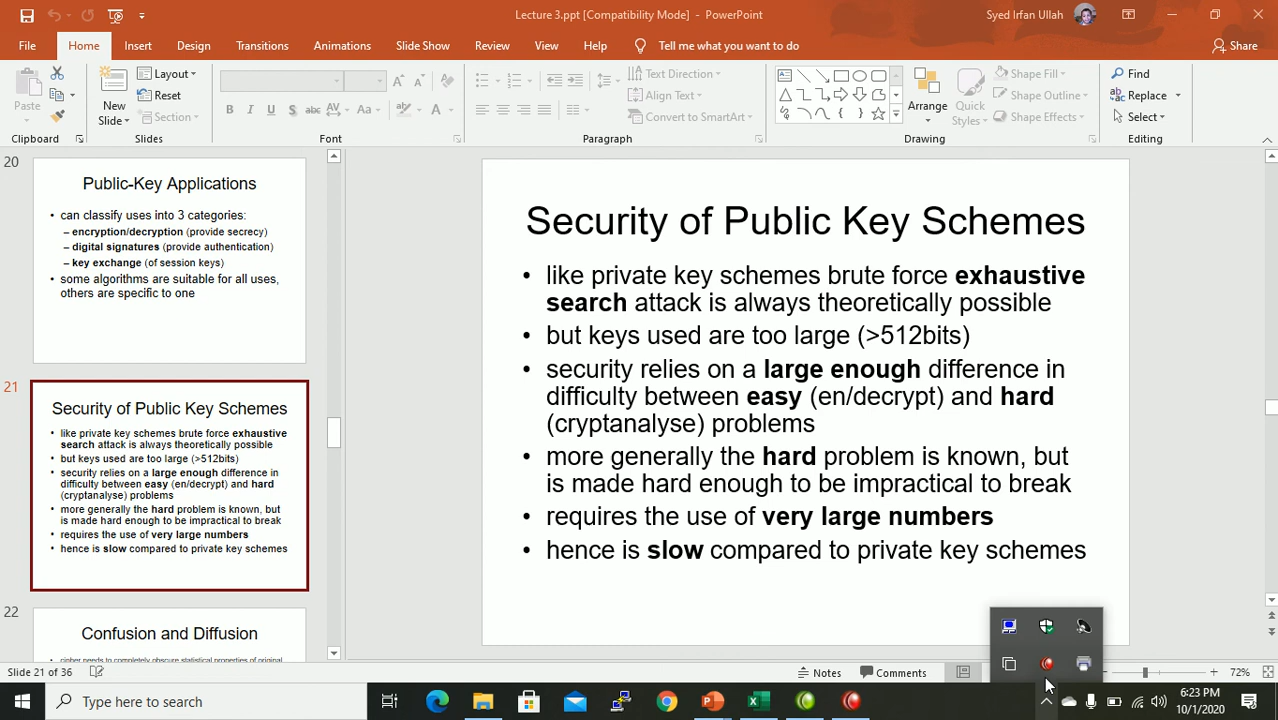 Lecture 3.ppt [Compatibility Mode] - PowerPoint
Syed Irfan Ullah
File Home Insert Design Transitions Animations Slide Show Review View Help Tell me what you want to do Share
Paste
Clipboard
New
Slide
Layout
Reset
Section
Slides
B I U S abc AV Aa A
Font
Text Direction
Align Text
Convert to SmartArt
Paragraph
Arrange
Quick
Styles
Shape Fill
Shape Outline
Shape Effects
Drawing
Find
Replace
Select
Editing
20
Public-Key Applications
• can classify uses into 3 categories:
– encryption/decryption (provide secrecy)
– digital signatures (provide authentication)
– key exchange (of session keys)
• some algorithms are suitable for all uses,
others are specific to one
21
Security of Public Key Schemes
• like private key schemes brute force exhaustive
search attack is always theoretically possible
• but keys used are too large (>512bits)
• security relies on a large enough difference in
difficulty between easy (en/decrypt) and hard
(cryptanalyse) problems
• more generally the hard problem is known, but
is made hard enough to be impractical to break
• requires the use of very large numbers
• hence is slow compared to private key schemes
22
Confusion and Diffusion
• cipher needs to completely obscure statistical properties of original
Security of Public Key Schemes
• like private key schemes brute force exhaustive
search attack is always theoretically possible
• but keys used are too large (>512bits)
• security relies on a large enough difference in
difficulty between easy (en/decrypt) and hard
(cryptanalyse) problems
• more generally the hard problem is known, but
is made hard enough to be impractical to break
• requires the use of very large numbers
• hence is slow compared to private key schemes
Slide 21 of 36
Notes
Comments
72%
Type here to search
6:23 PM
10/1/2020